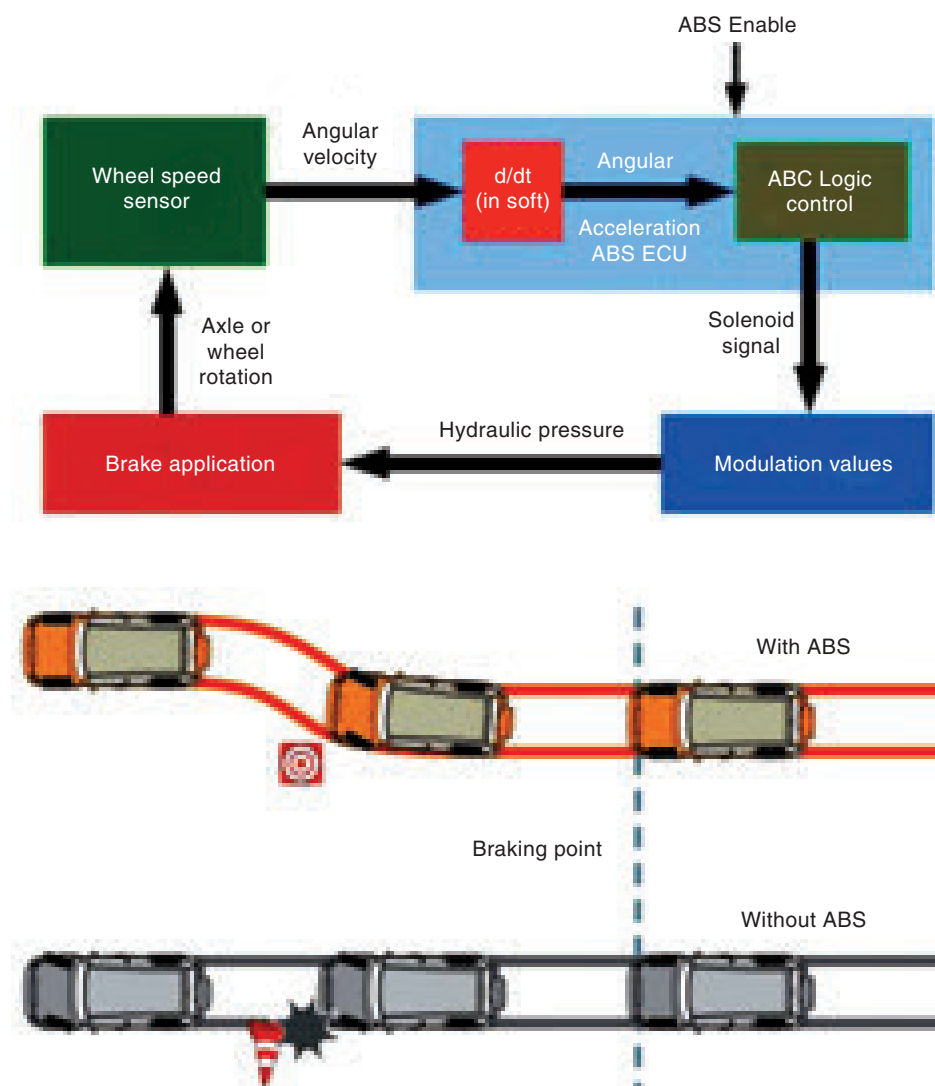 ABS Enable
Wheel speed
sensor
Angular
velocity
d/dt
(in soft)
Angular
Acceleration
ABS ECU
ABC Logic
control
Axle or
wheel
rotation
Solenoid
signal
Brake application
Hydraulic pressure
Modulation values
With ABS
Braking point
Without ABS